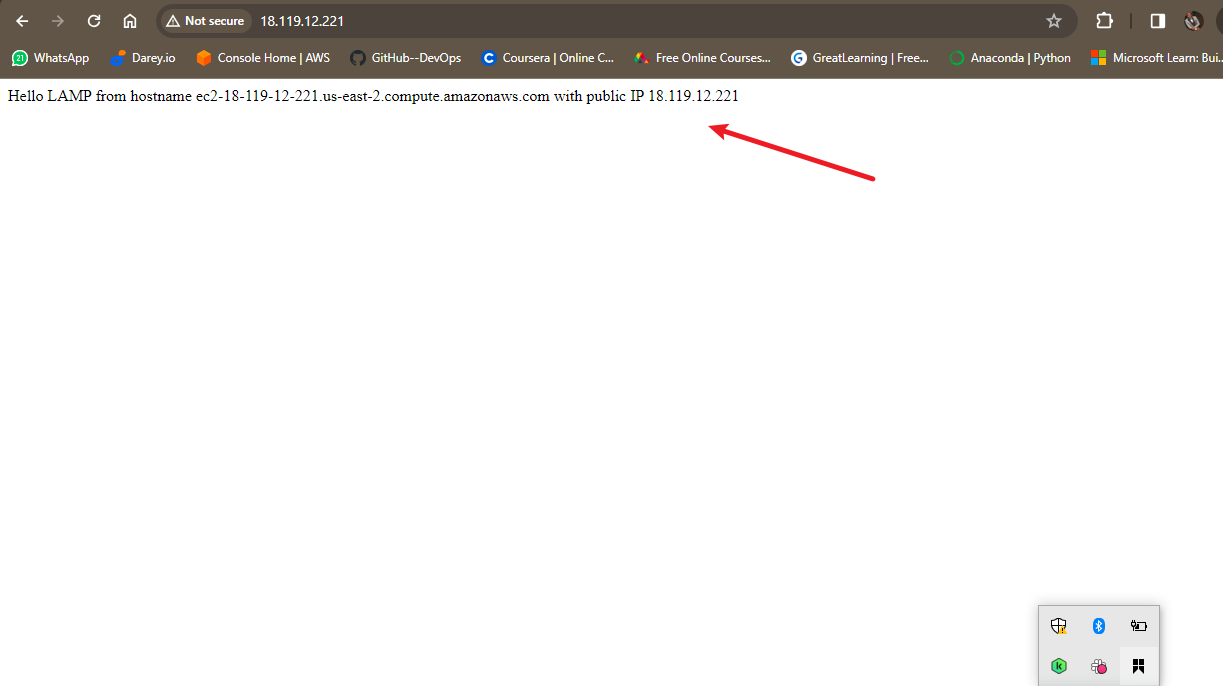 Not secure 18.119.12.221
21 WhatsApp Darey.io Console Home | AWS GitHub--DevOps C Coursera | Online C... Free Online Courses... G GreatLearning | Free... Anaconda | Python Microsoft Learn: Bui...
Hello LAMP from hostname ec2-18-119-12-221.us-east-2.compute.amazonaws.com with public IP 18.119.12.221
k